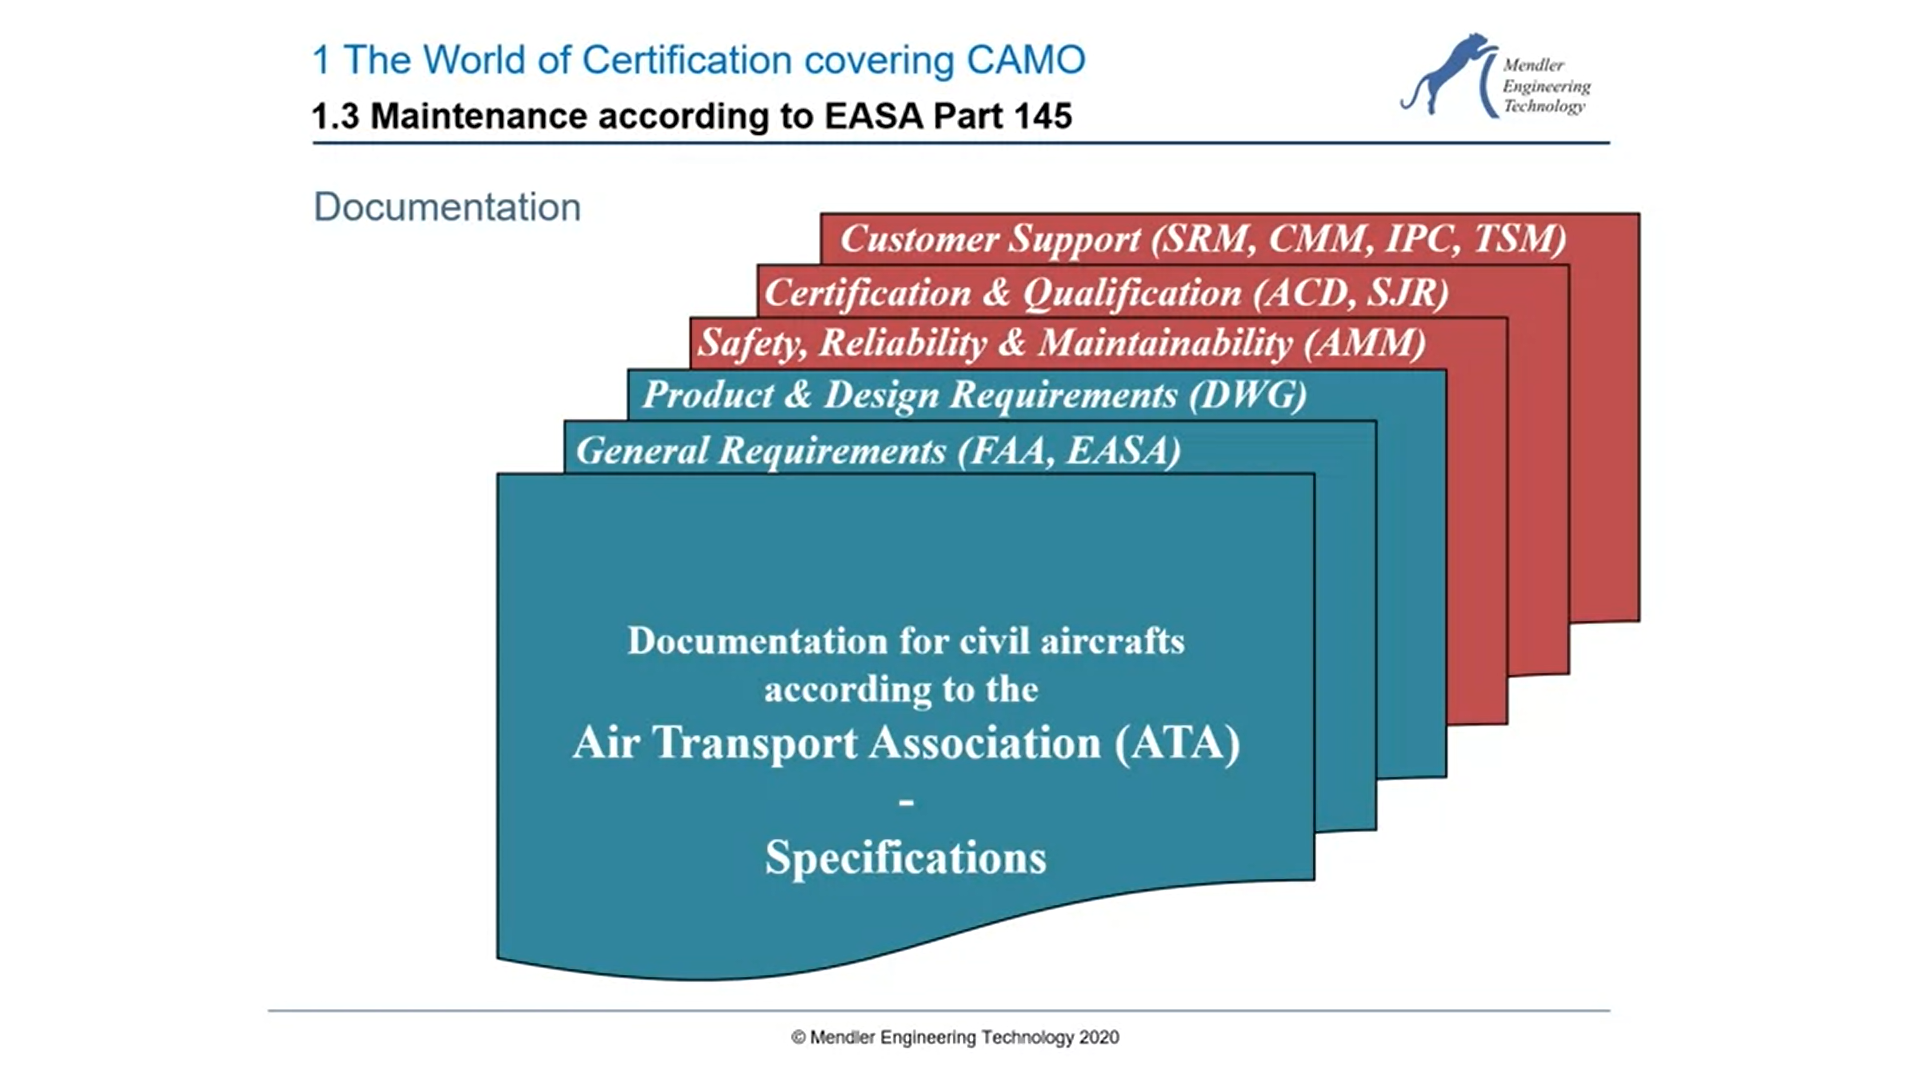 1 The World of Certification covering CAMO
1.3 Maintenance according to EASA Part 145
Mendler
Engineering
Technology
Documentation
Customer Support (SRM, CMM, IPC, TSM)
Certification & Qualification (ACD, SJR)
Safety, Reliability & Maintainability (AMM)
Product & Design Requirements (DWG)
General Requirements (FAA, EASA)
Documentation for civil aircrafts
according to the
Air Transport Association (ATA)
-
Specifications
© Mendler Engineering Technology 2020